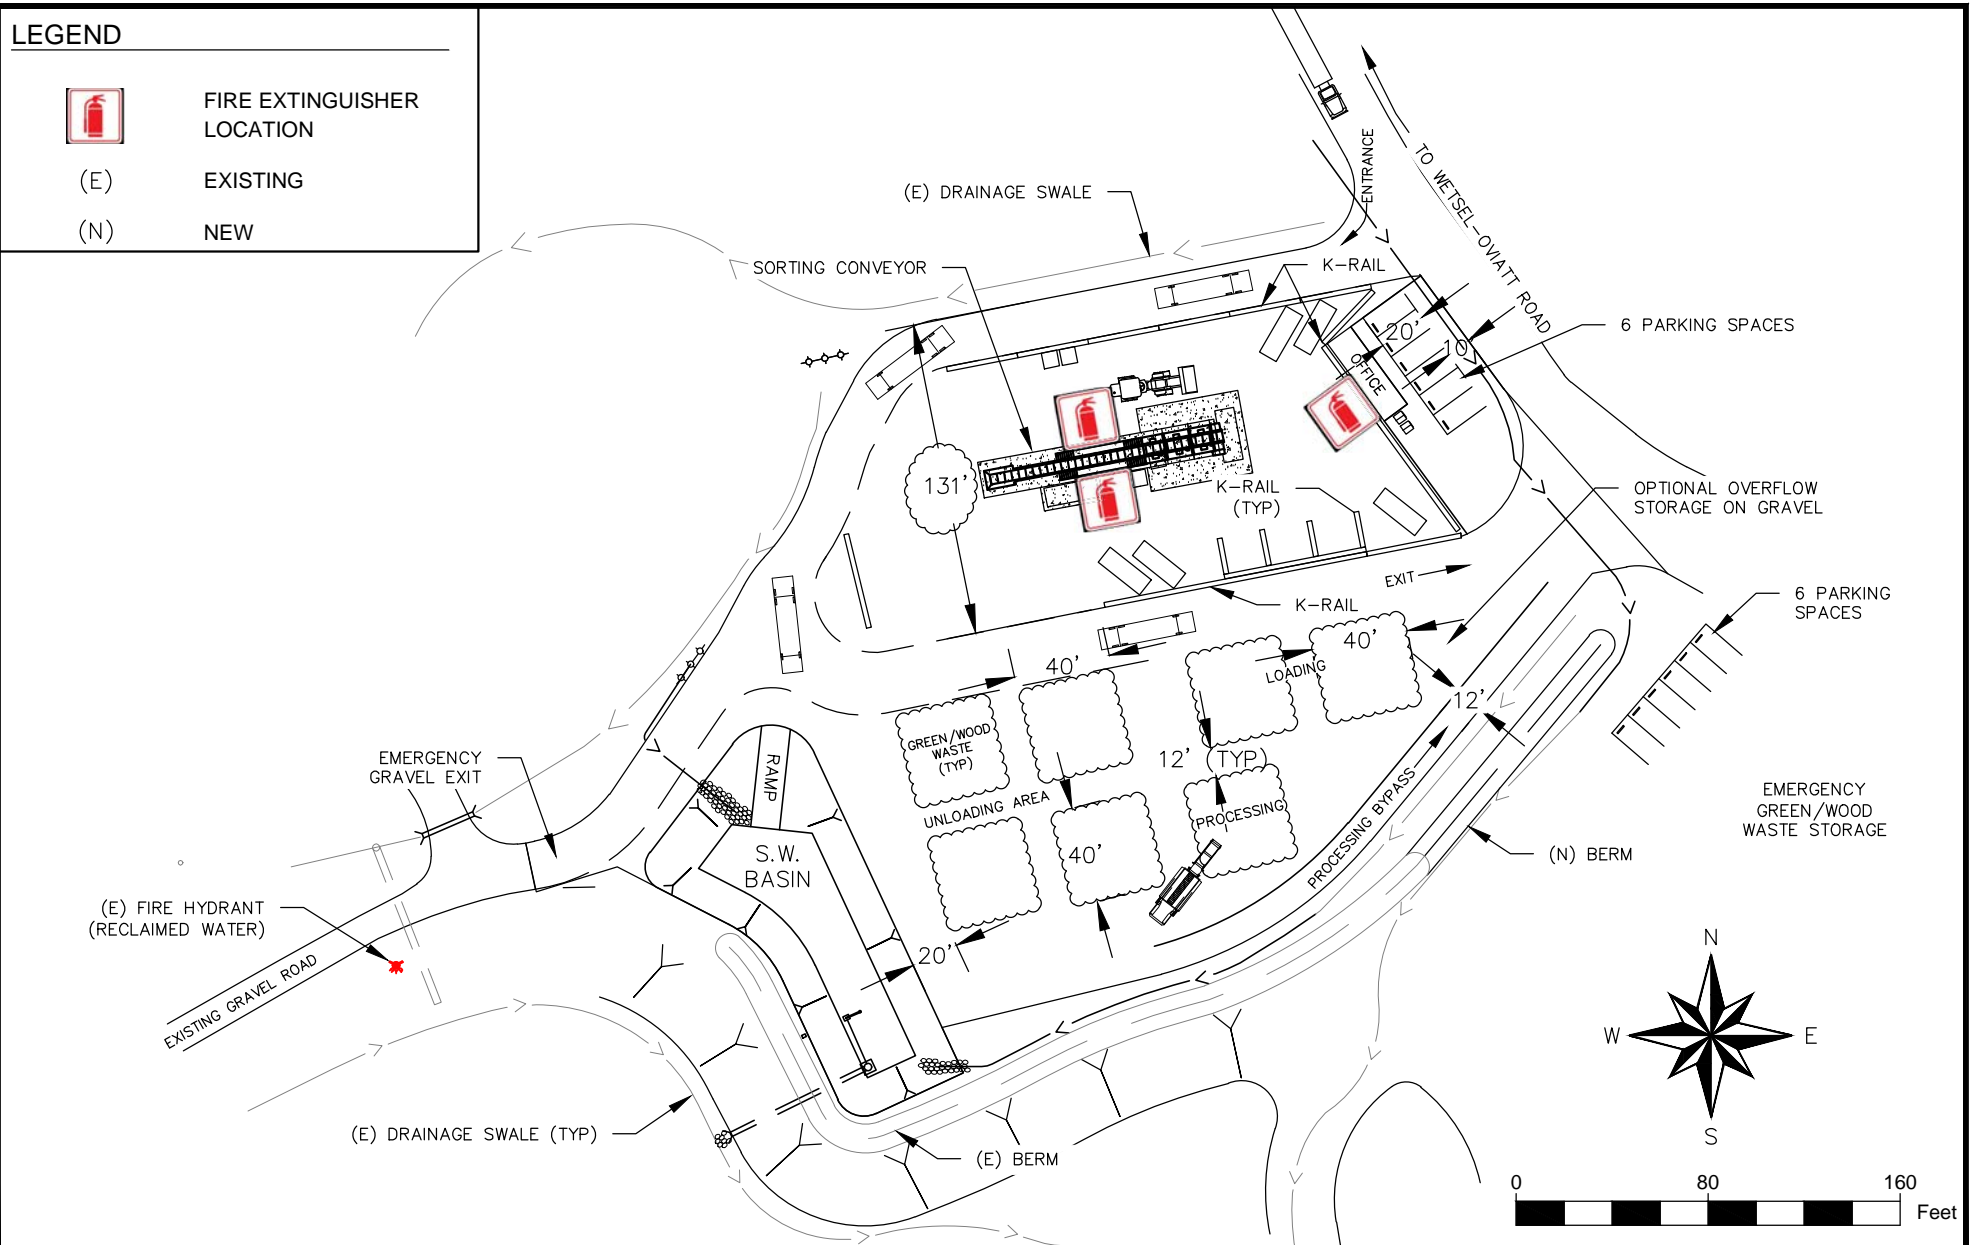 LEGEND
FIRE EXTINGUISHER
LOCATION
(E) EXISTING
(N) NEW
ENTRANCE
TO WETSEL-OVIATT ROAD
(E) DRAINAGE SWALE
SORTING CONVEYOR
K-RAIL
6 PARKING SPACES
20'
10
OFFICE
131'
K-RAIL
(TYP)
OPTIONAL OVERFLOW
STORAGE ON GRAVEL
EXIT
K-RAIL
6 PARKING
SPACES
40'
LOADING
40'
12'
GREEN/WOOD
WASTE
(TYP)
12' (TYP)
EMERGENCY
GRAVEL EXIT
RAMP
UNLOADING AREA
PROCESSING
PROCESSING BYPASS
EMERGENCY
GREEN/WOOD
WASTE STORAGE
S.W.
BASIN
40'
(N) BERM
(E) FIRE HYDRANT
(RECLAIMED WATER)
20'
EXISTING GRAVEL ROAD
N
W
E
S
(E) DRAINAGE SWALE (TYP)
(E) BERM
0 80 160
Feet